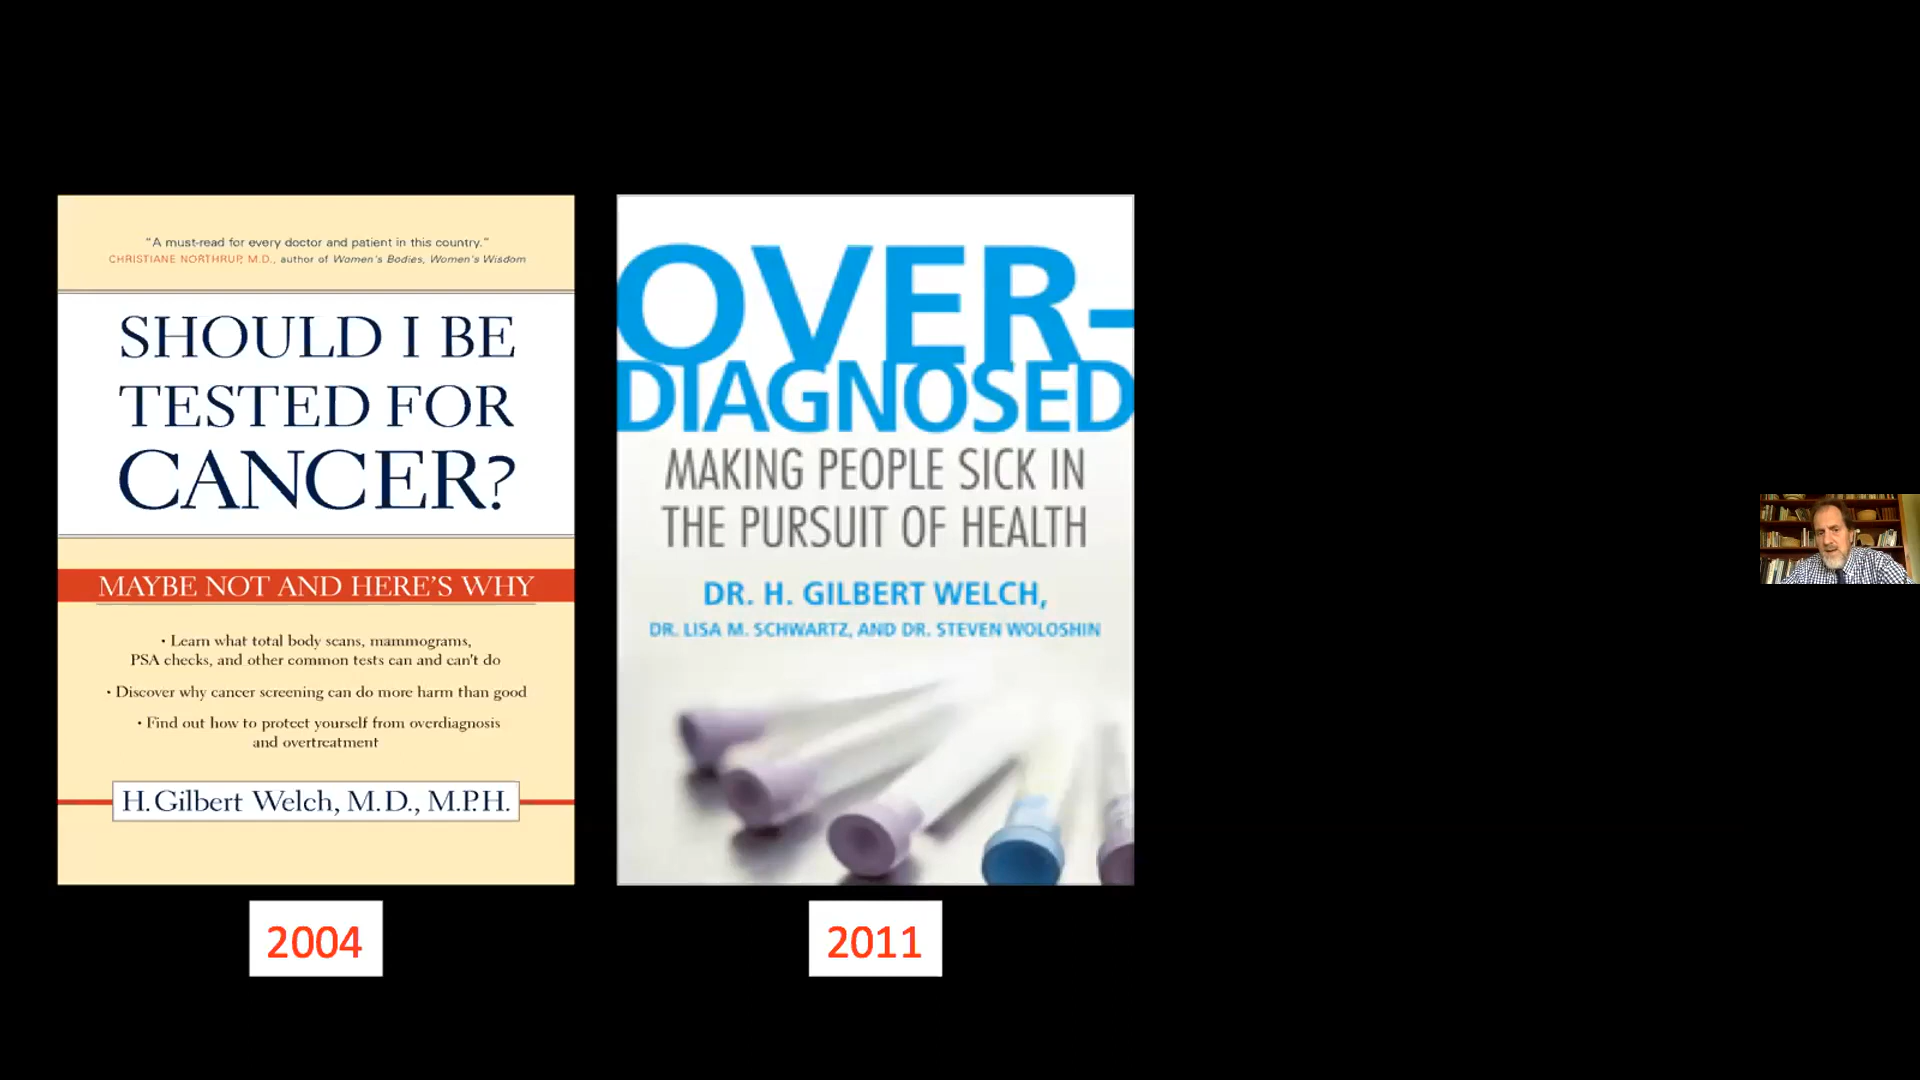 "A must-read for every doctor and patient in this country."
CHRISTIANE NORTHRUP, M.D., author of Women's Bodies, Women's Wisdom
SHOULD I BE
TESTED FOR
CANCER?
MAYBE NOT AND HERE'S WHY
• Learn what total body scans, mammograms,
PSA checks, and other common tests can and can't do
• Discover why cancer screening can do more harm than good
• Find out how to protect yourself from overdiagnosis
and overtreatment
H. Gilbert Welch, M.D., M.P.H.
2004
OVER-
DIAGNOSED
MAKING PEOPLE SICK IN
THE PURSUIT OF HEALTH
DR. H. GILBERT WELCH,
DR. LISA M. SCHWARTZ, AND DR. STEVEN WOLOSHIN
2011